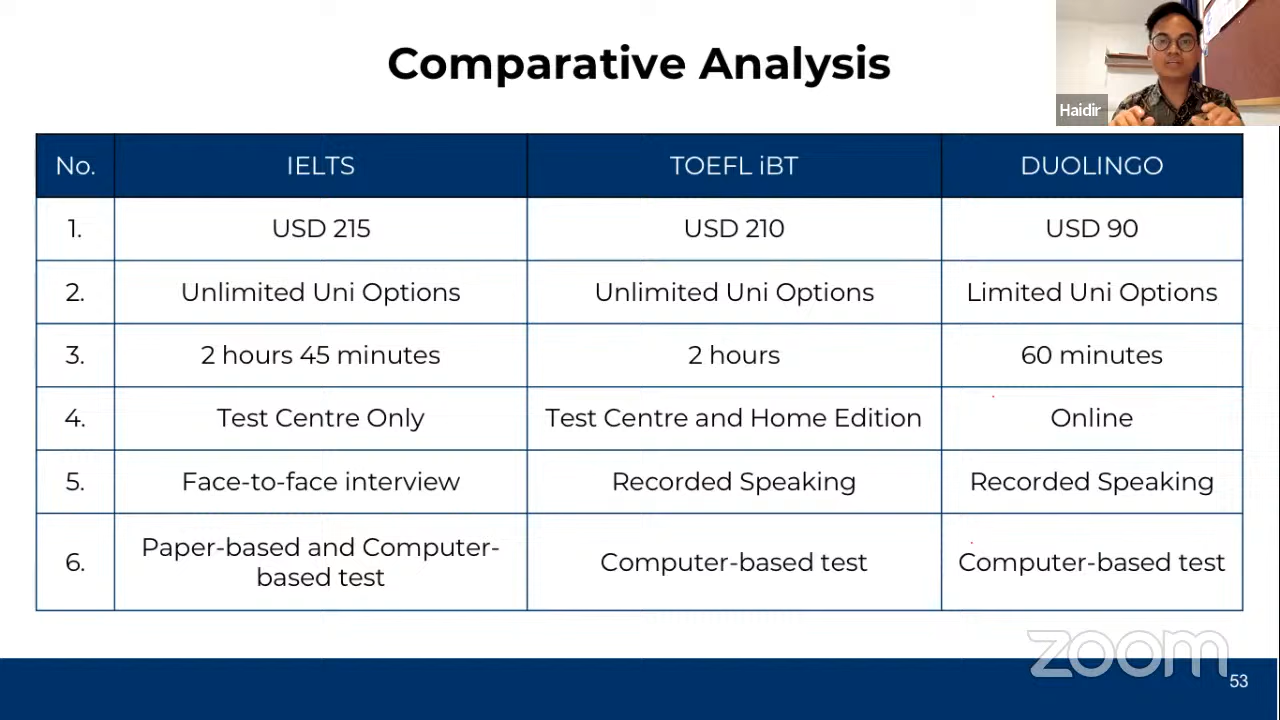 Comparative Analysis
Haidir
No. IELTS TOEFL iBT DUOLINGO
1. USD 215 USD 210 USD 90
2. Unlimited Uni Options Unlimited Uni Options Limited Uni Options
3. 2 hours 45 minutes 2 hours 60 minutes
4. Test Centre Only Test Centre and Home Edition Online
5. Face-to-face interview Recorded Speaking Recorded Speaking
6. Paper-based and Computer-
based test Computer-based test Computer-based test
zoom
53